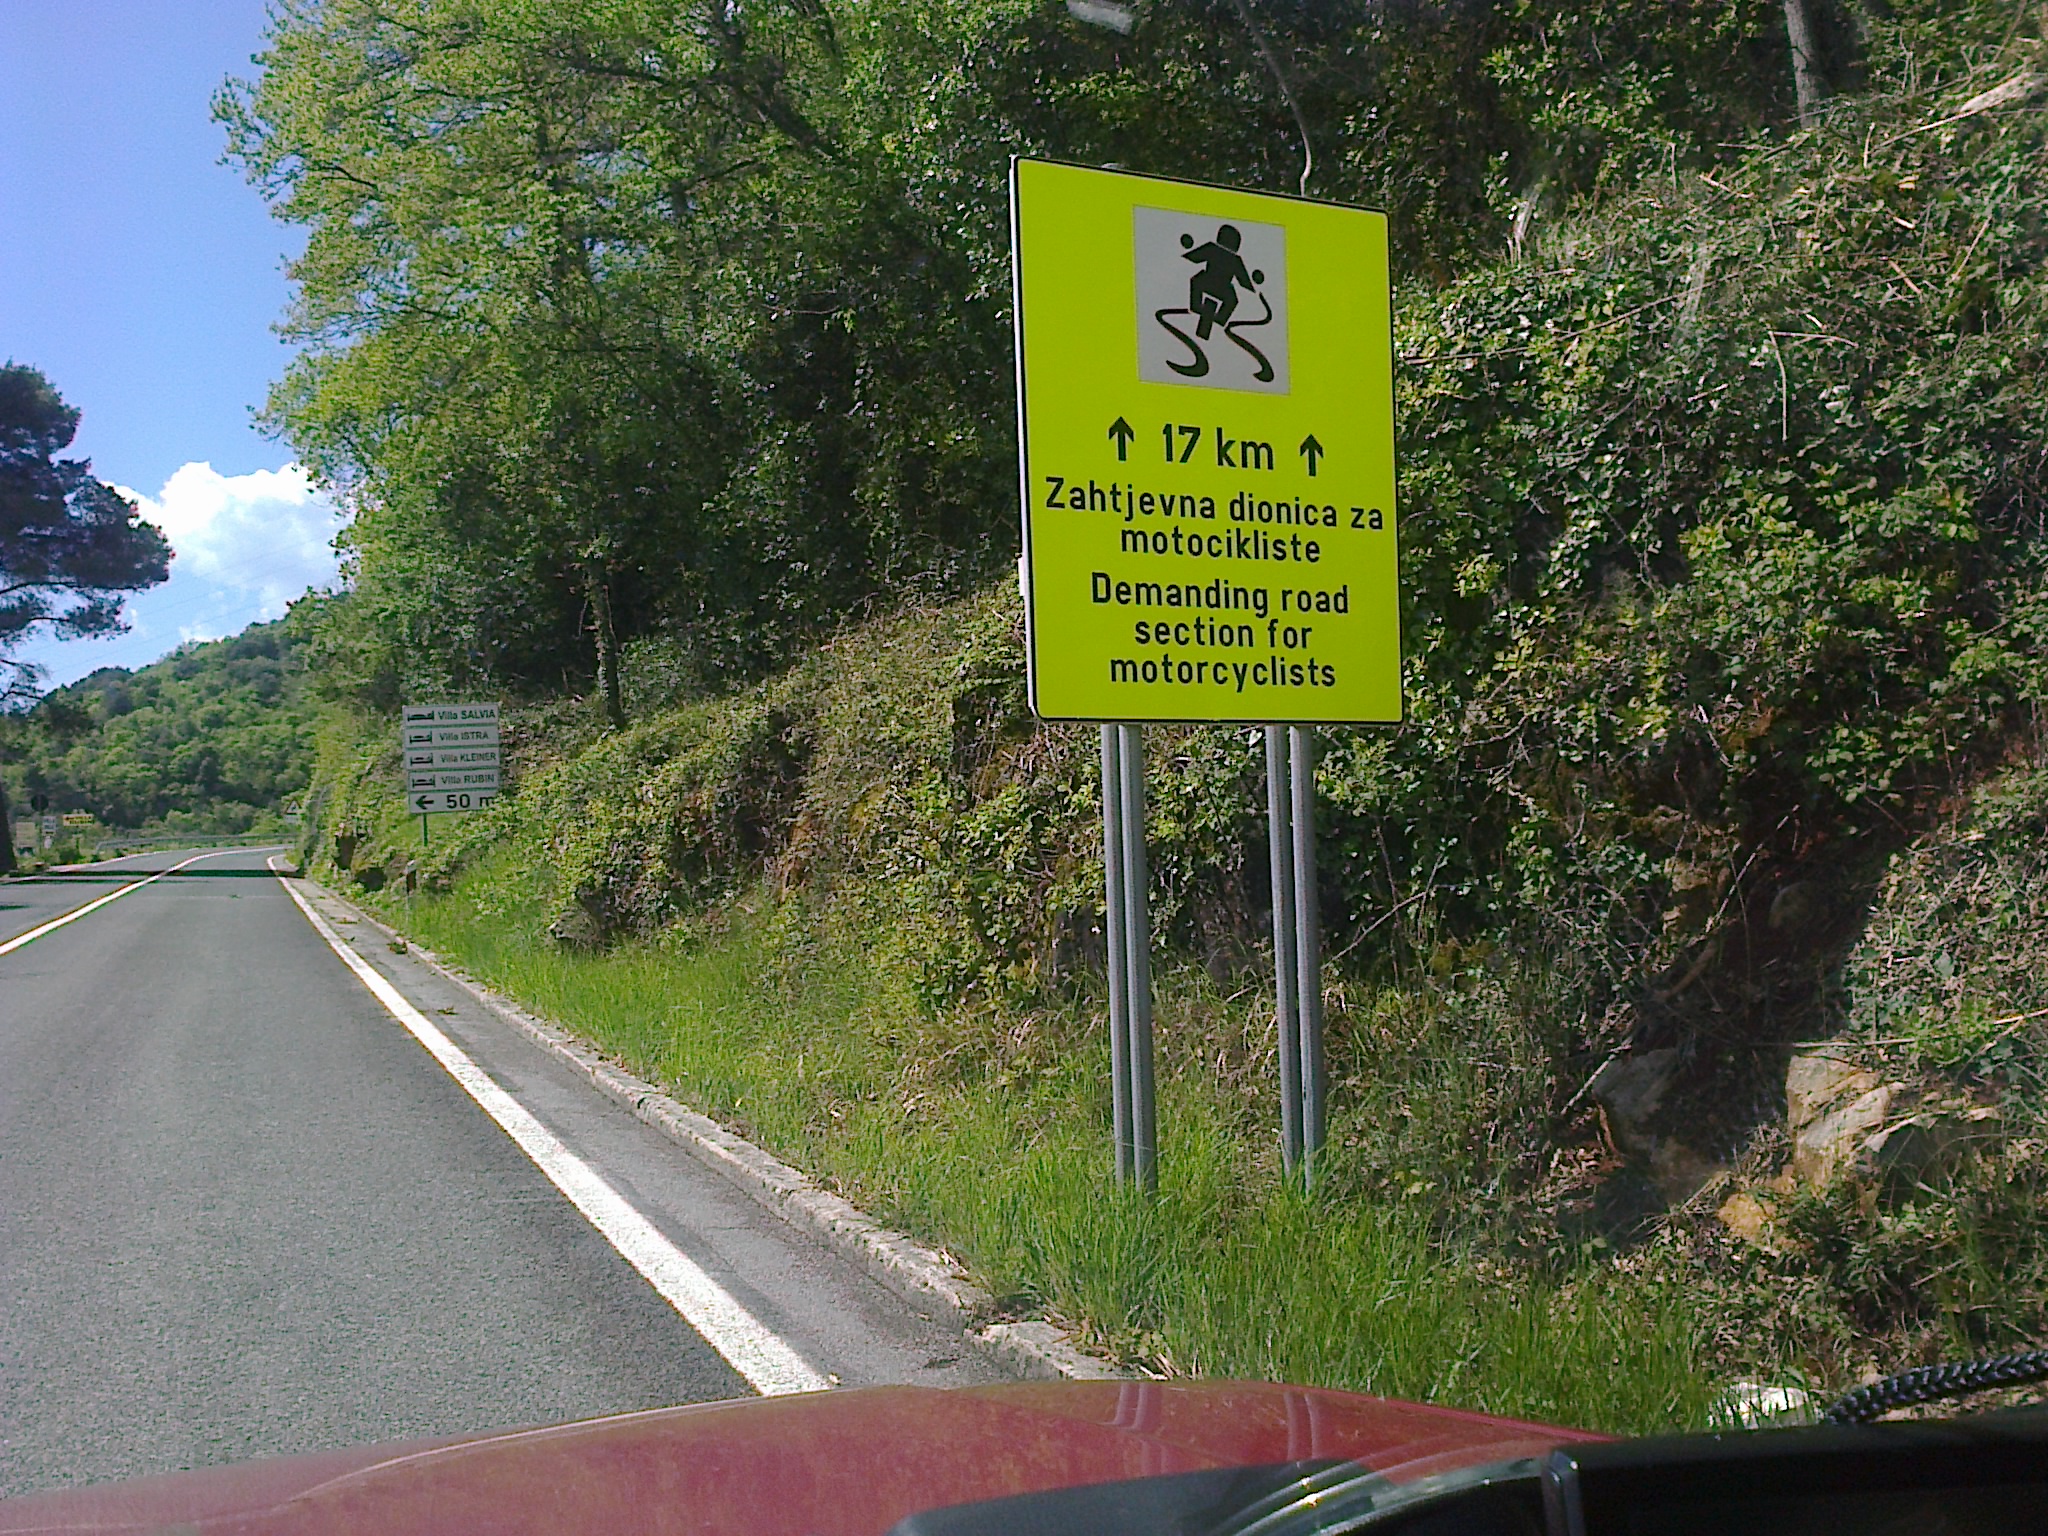 Villa SALVIA
Villa ISTRA
Villa KLEINER
Villa RUBIN
← 50 m
↑ 17 km ↑
Zahtjevna dionica za
motocikliste
Demanding road
section for
motorcyclists